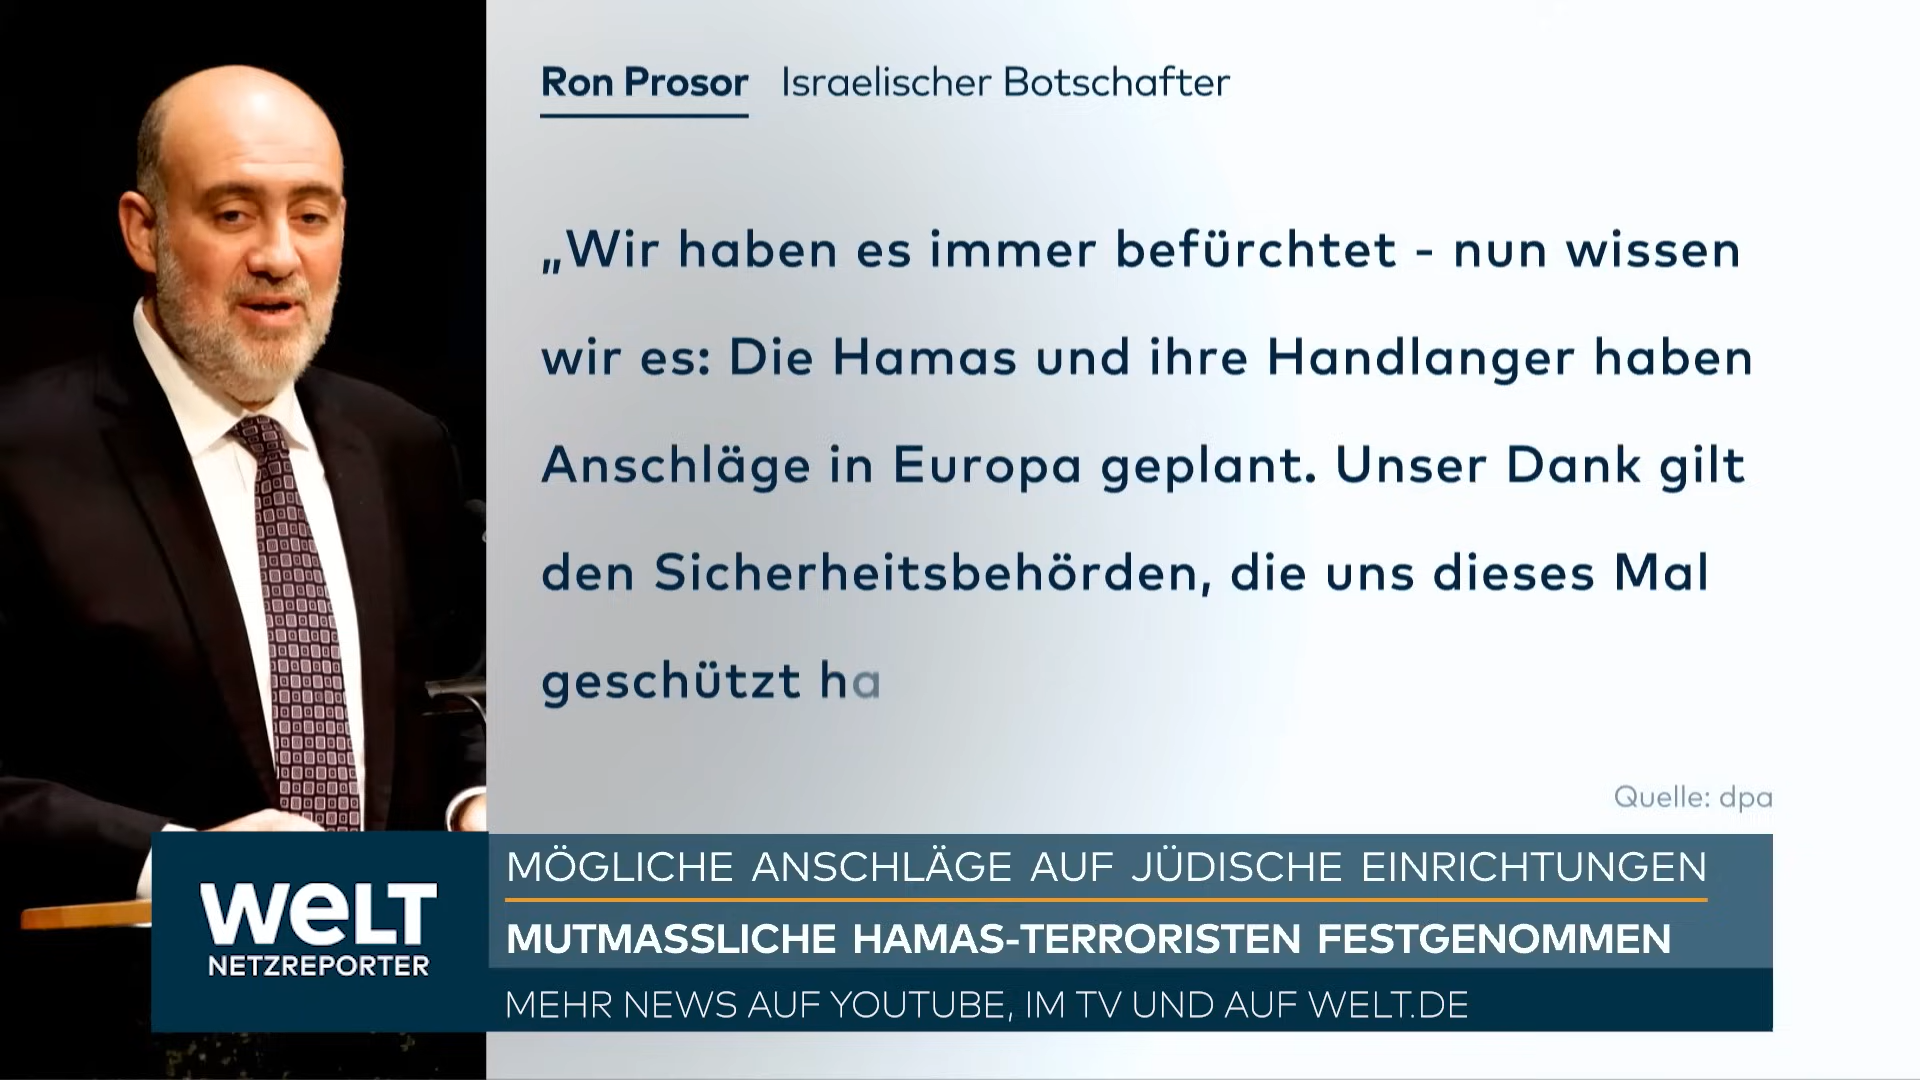 Ron Prosor Israelischer Botschafter
„Wir haben es immer befürchtet - nun wissen
wir es: Die Hamas und ihre Handlanger haben
Anschläge in Europa geplant. Unser Dank gilt
den Sicherheitsbehörden, die uns dieses Mal
geschützt ha
Quelle: dpa
MÖGLICHE ANSCHLÄGE AUF JÜDISCHE EINRICHTUNGEN
MUTMASSLICHE HAMAS-TERRORISTEN FESTGENOMMEN
MEHR NEWS AUF YOUTUBE, IM TV UND AUF WELT.DE
WELT
NETZREPORTER